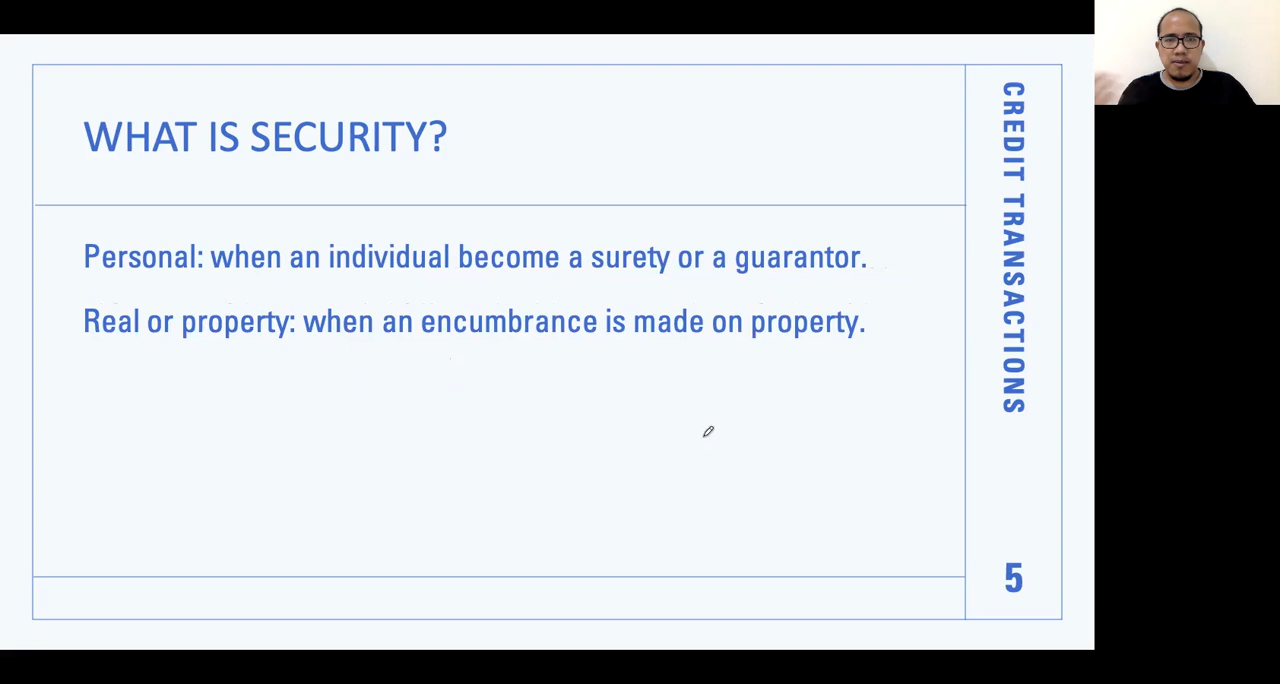 WHAT IS SECURITY?
Personal: when an individual become a surety or a guarantor.
Real or property: when an encumbrance is made on property.
CREDIT TRANSACTIONS
5